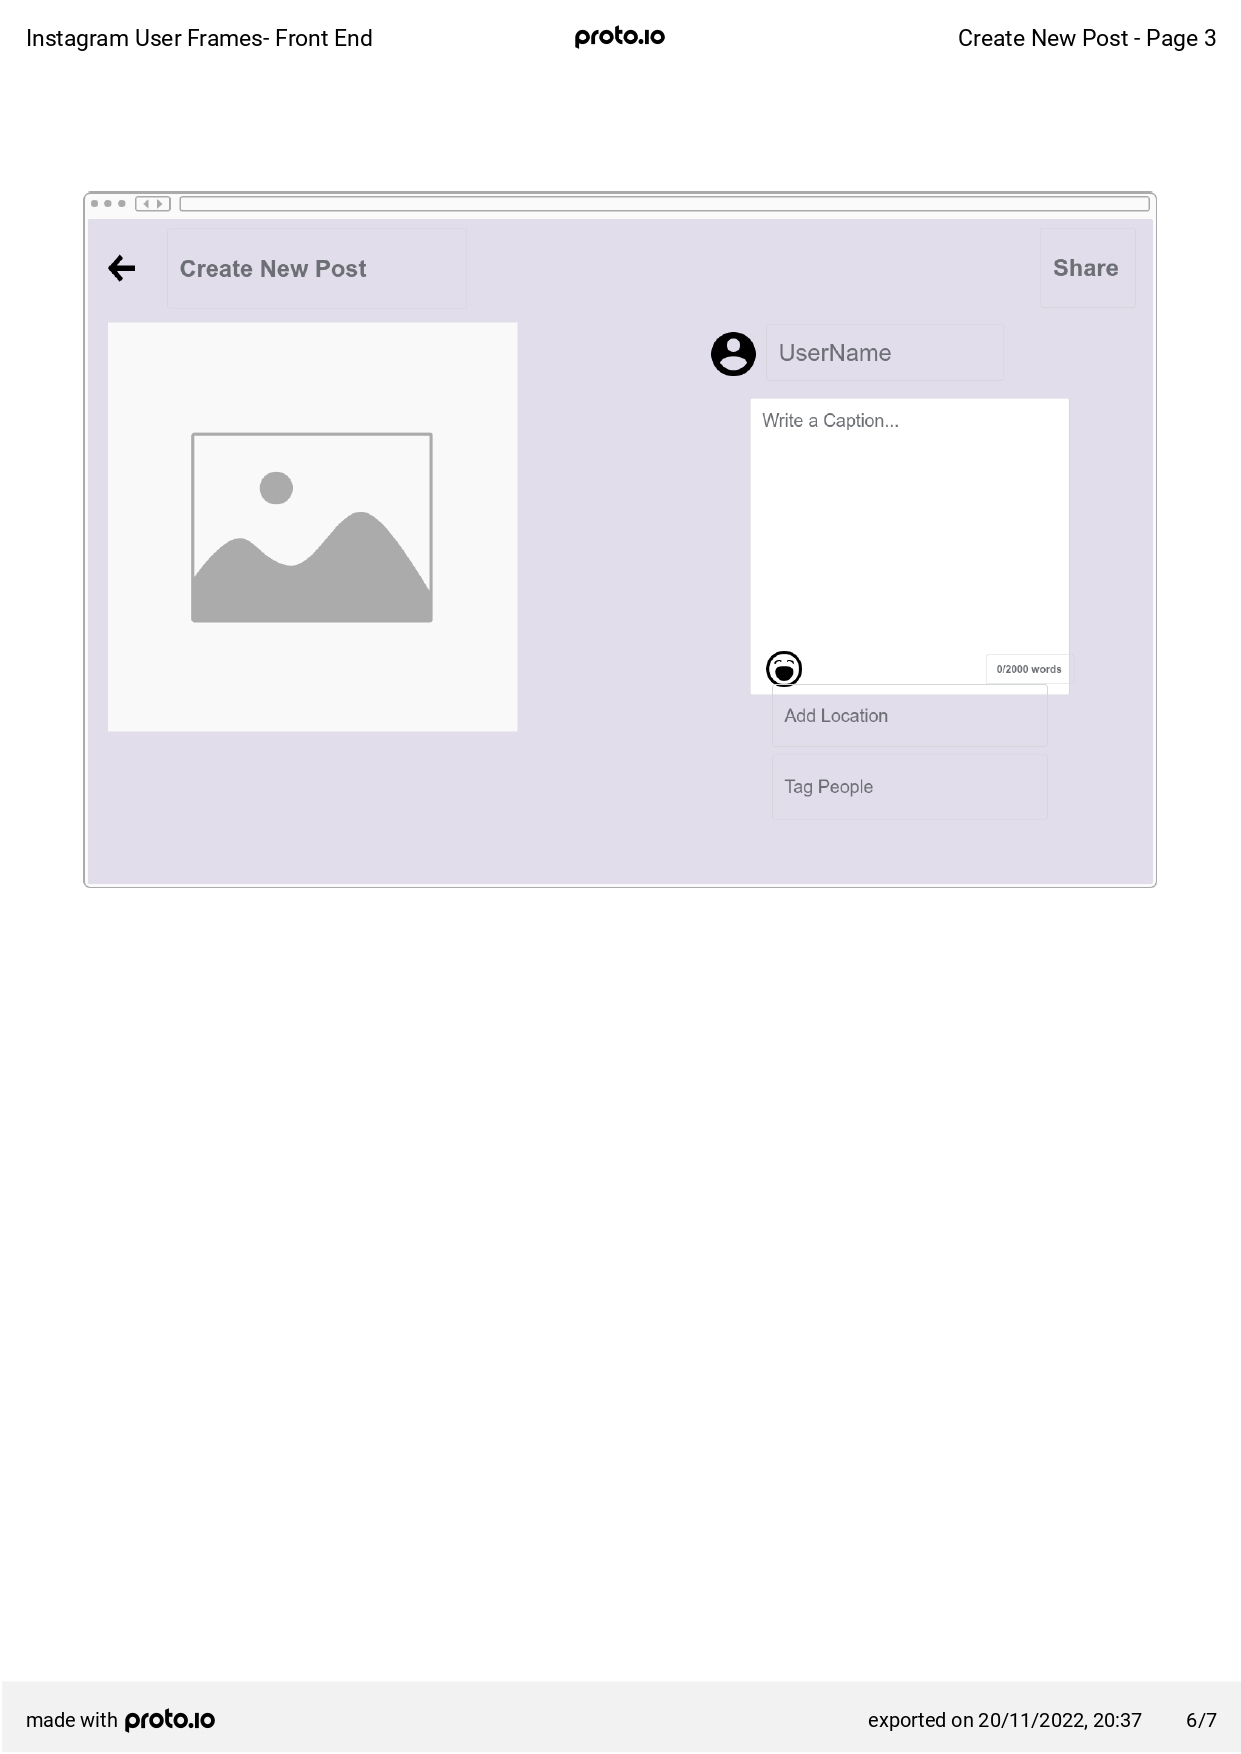 Instagram User Frames- Front End
proto.io
Create New Post - Page 3
Create New Post
Share
UserName
Write a Caption...
0/2000 words
Add Location
Tag People
made with proto.io
exported on 20/11/2022, 20:37
6/7